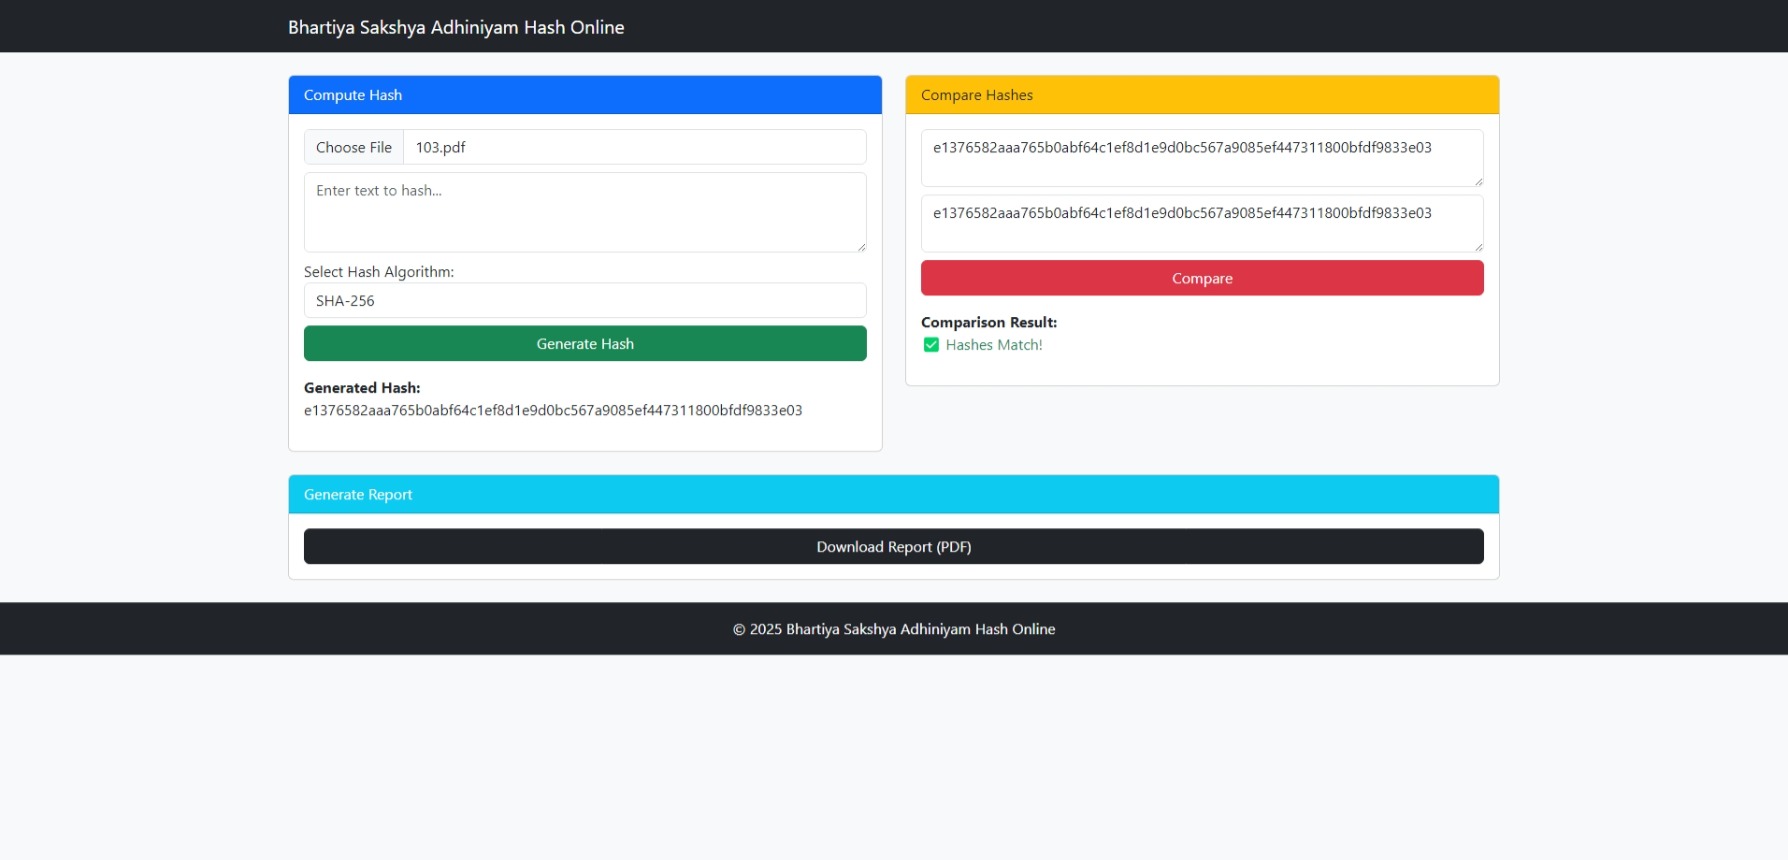 Bhartiya Sakshya Adhiniyam Hash Online
Compute Hash
Choose File 103.pdf
Enter text to hash...
Select Hash Algorithm:
SHA-256
Generate Hash
Generated Hash:
e1376582aaa765b0abf64c1ef8d1e9d0bc567a9085ef447311800bfdf9833e03
Compare Hashes
e1376582aaa765b0abf64c1ef8d1e9d0bc567a9085ef447311800bfdf9833e03
e1376582aaa765b0abf64c1ef8d1e9d0bc567a9085ef447311800bfdf9833e03
Compare
Comparison Result:
✅ Hashes Match!
Generate Report
Download Report (PDF)
© 2025 Bhartiya Sakshya Adhiniyam Hash Online